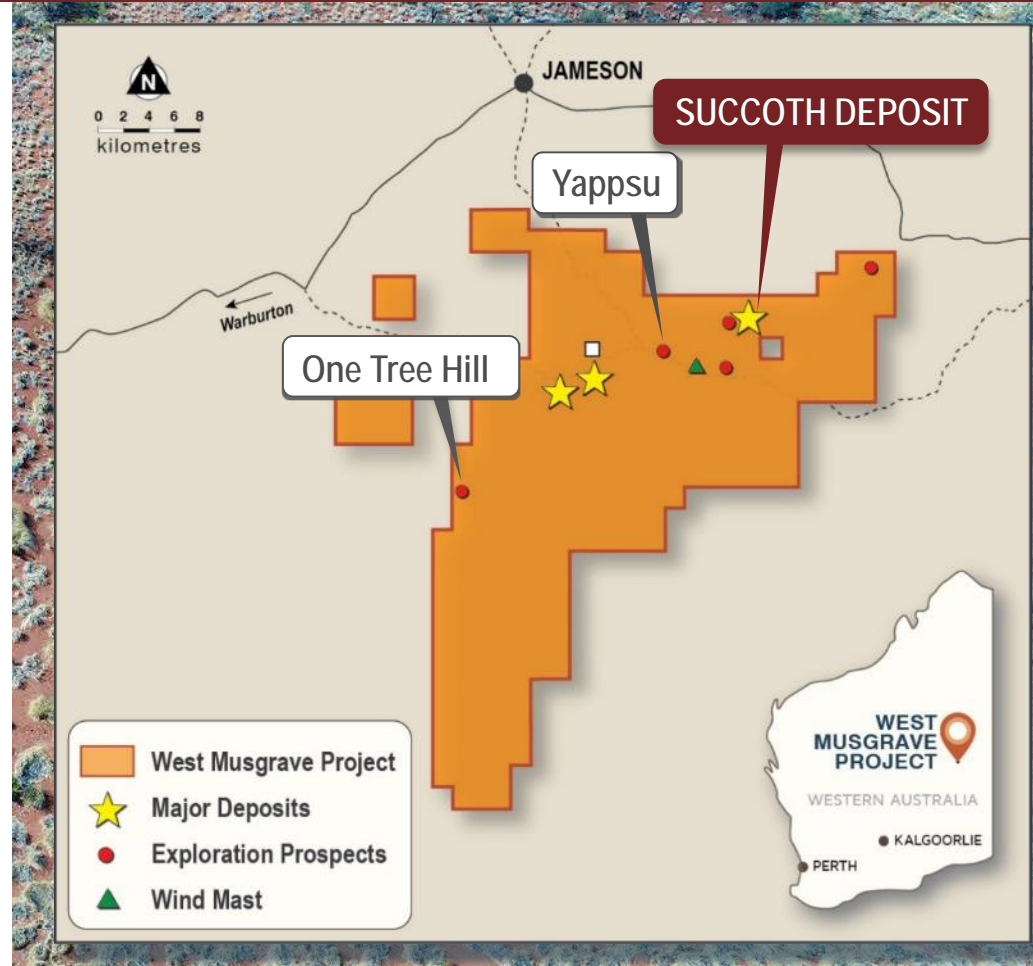 N
0 2 4 6 8
kilometres
JAMESON
SUCCOTH DEPOSIT
Yappsu
Warburton
One Tree Hill
West Musgrave Project
Major Deposits
Exploration Prospects
Wind Mast
WEST
MUSGRAVE
PROJECT
WESTERN AUSTRALIA
KALGOORLIE
PERTH